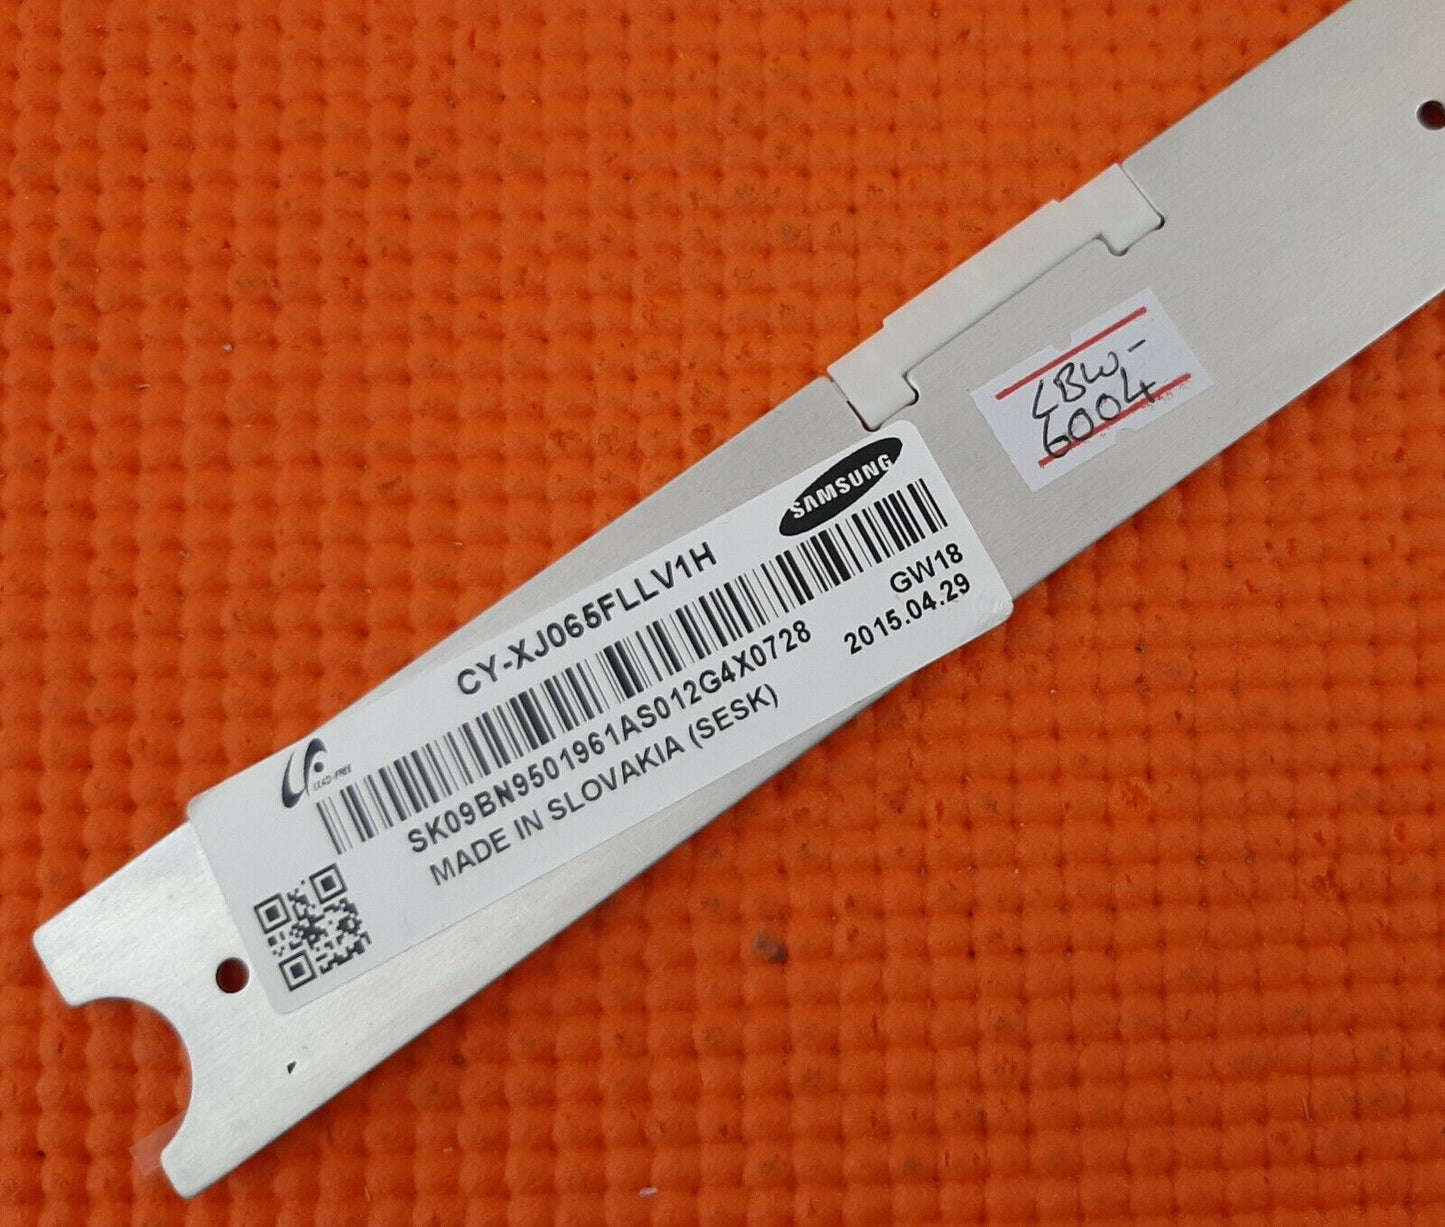 LBW-
6004
SAMSUNG
CY-XJ065FLLV1H
GW18
2015.04.29
LEAD-FREE
SK09BN9501961AS012G4X0728
MADE IN SLOVAKIA (SESK)